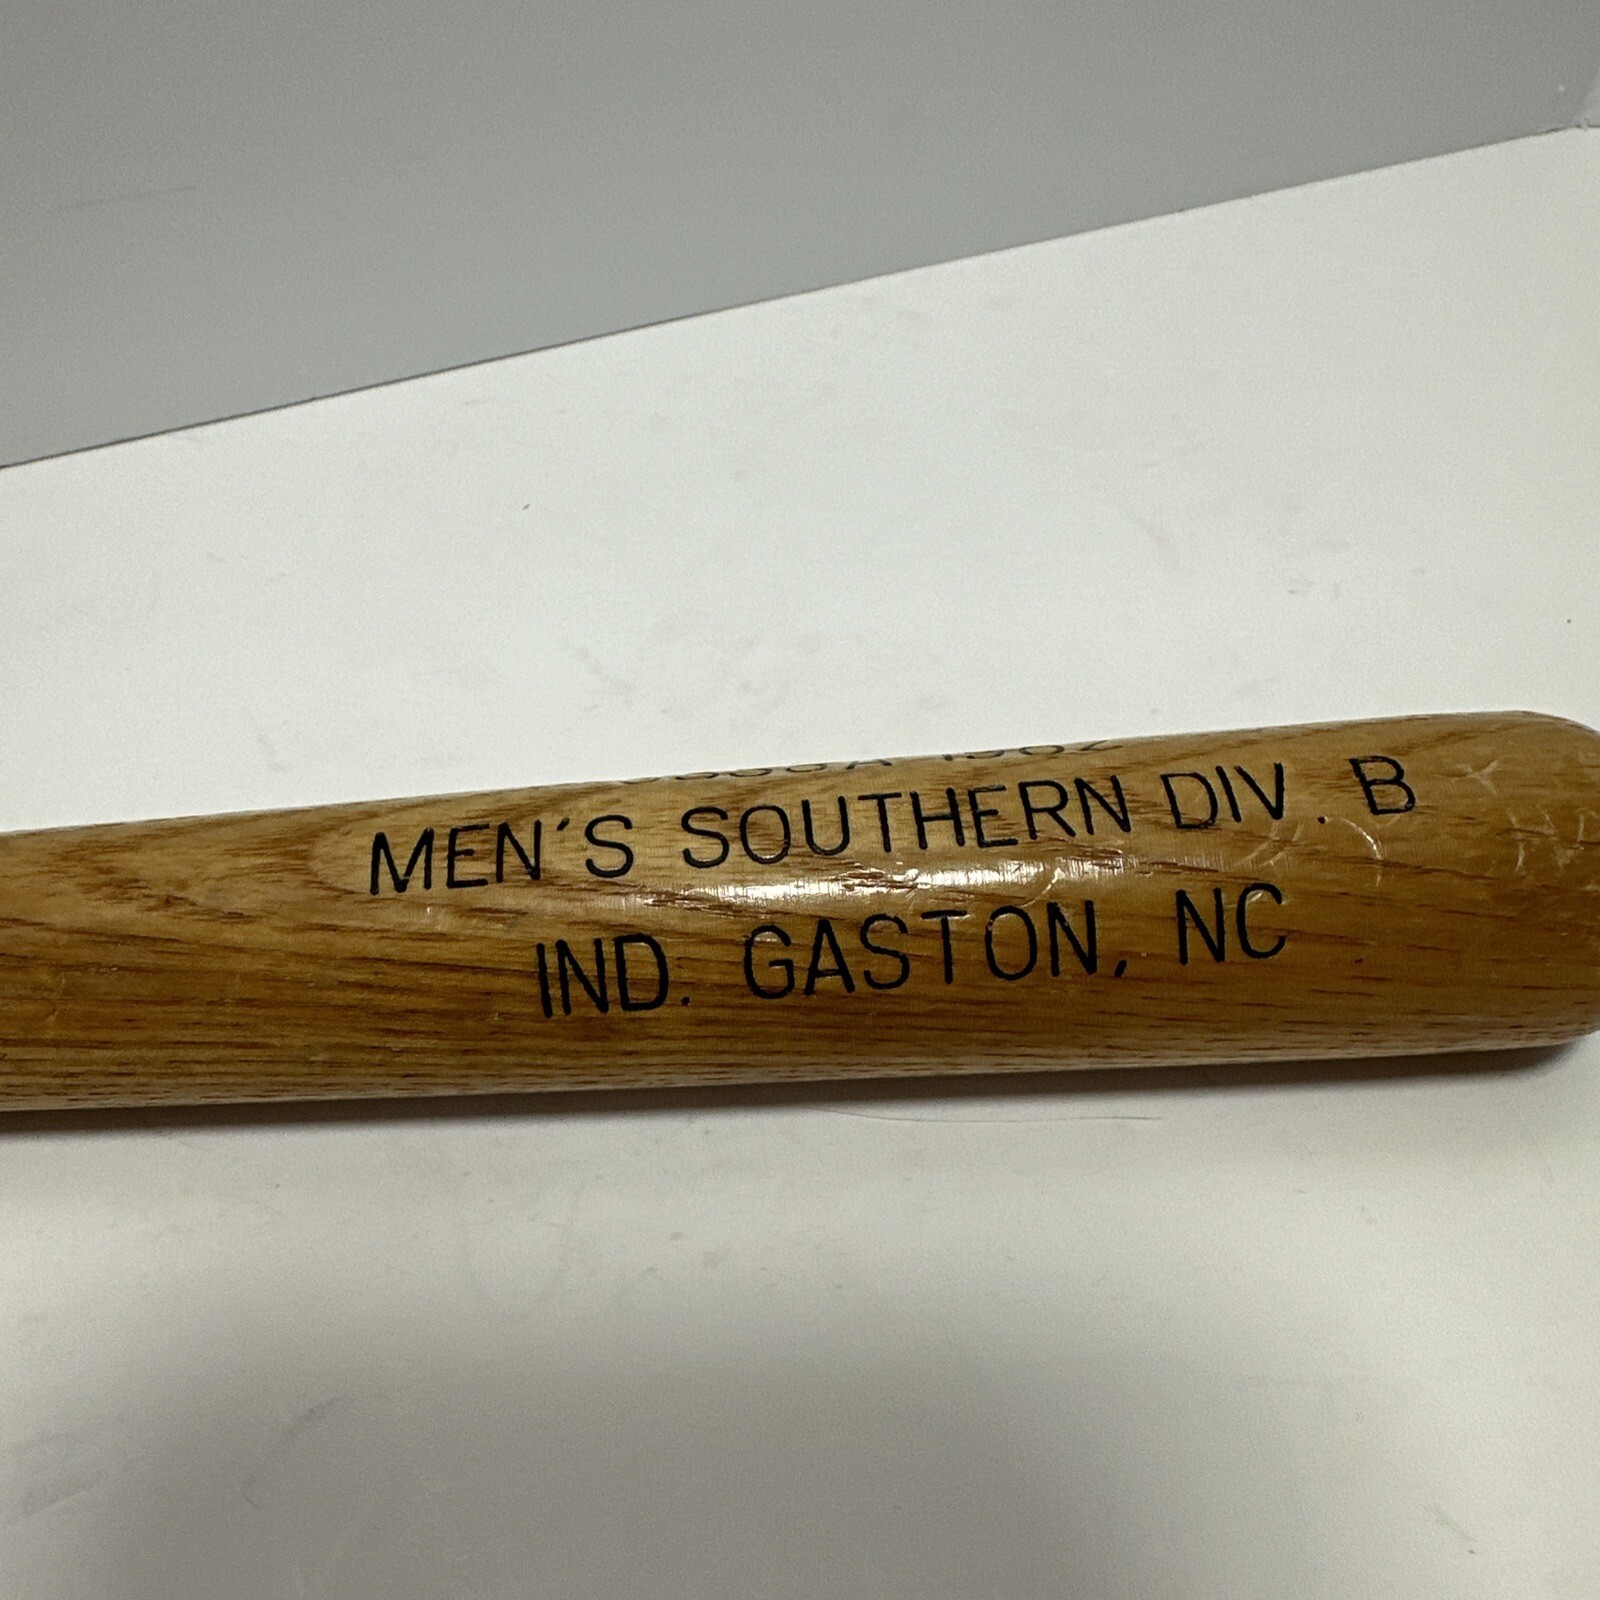 MEN'S SOUTHERN DIV. B
IND. GASTON, NC